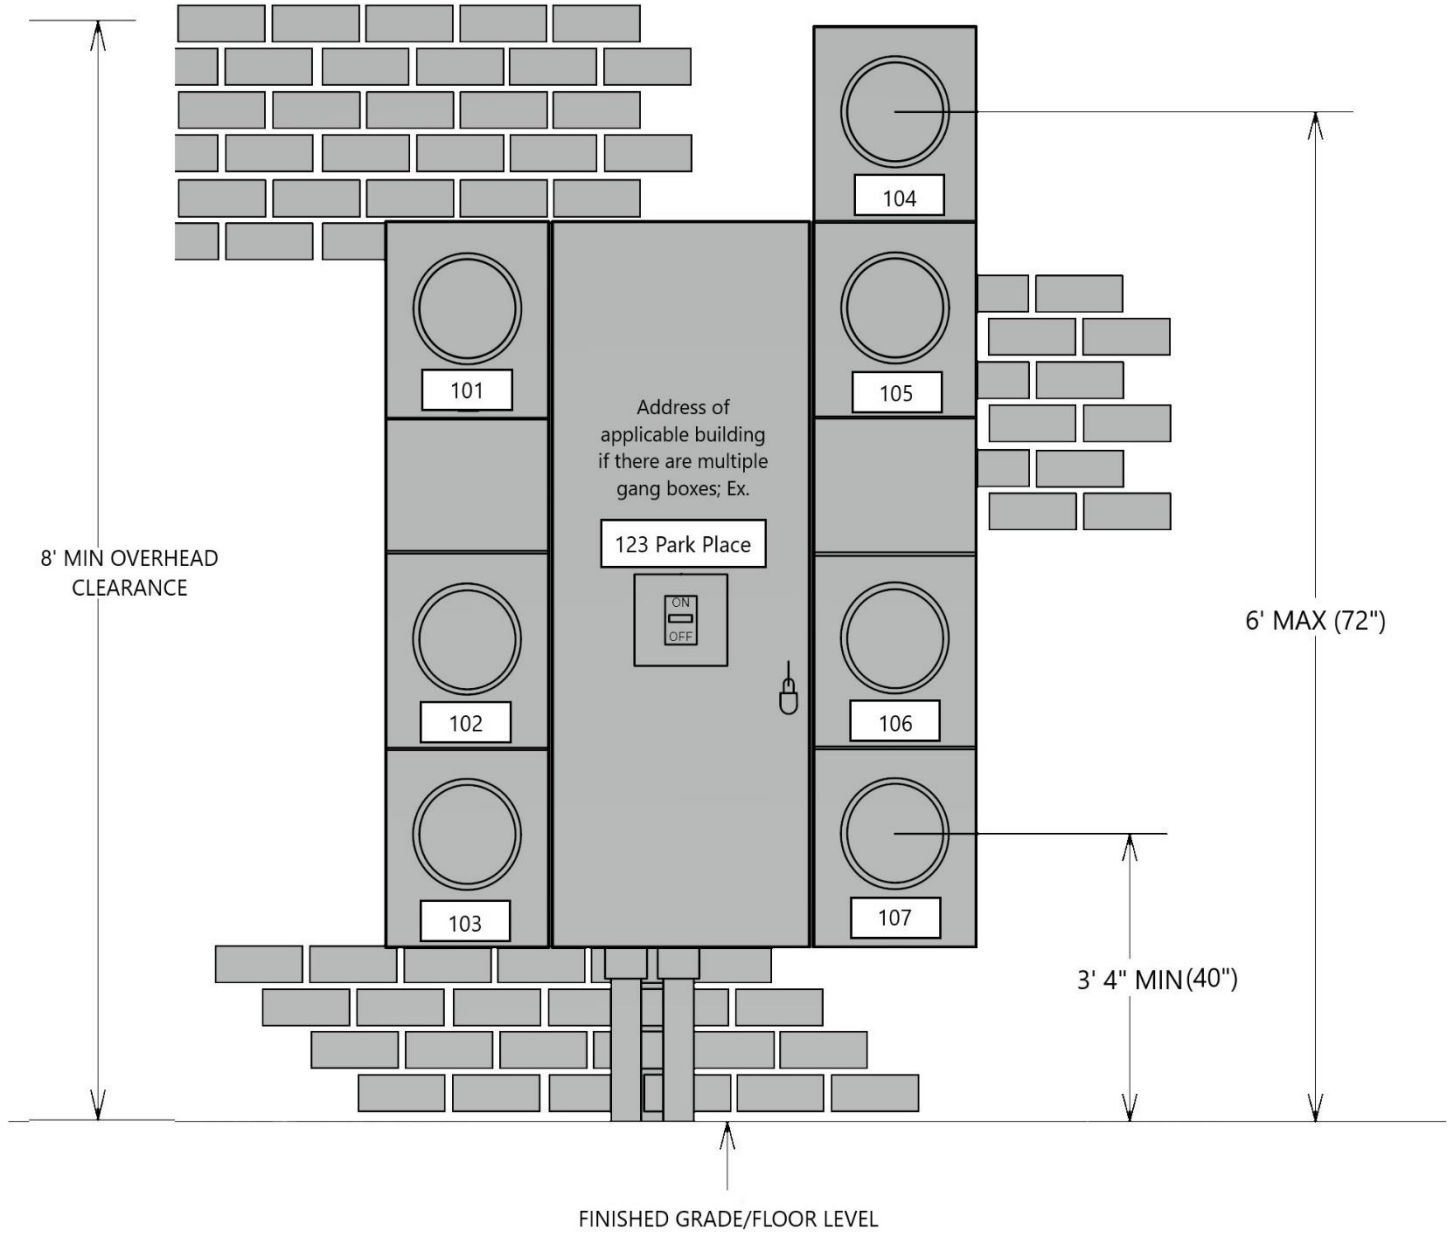 104
101
105
Address of
applicable building
if there are multiple
gang boxes; Ex.
123 Park Place
8' MIN OVERHEAD
CLEARANCE
ON
OFF
6' MAX (72")
102
106
103
107
3' 4" MIN (40")
FINISHED GRADE/FLOOR LEVEL